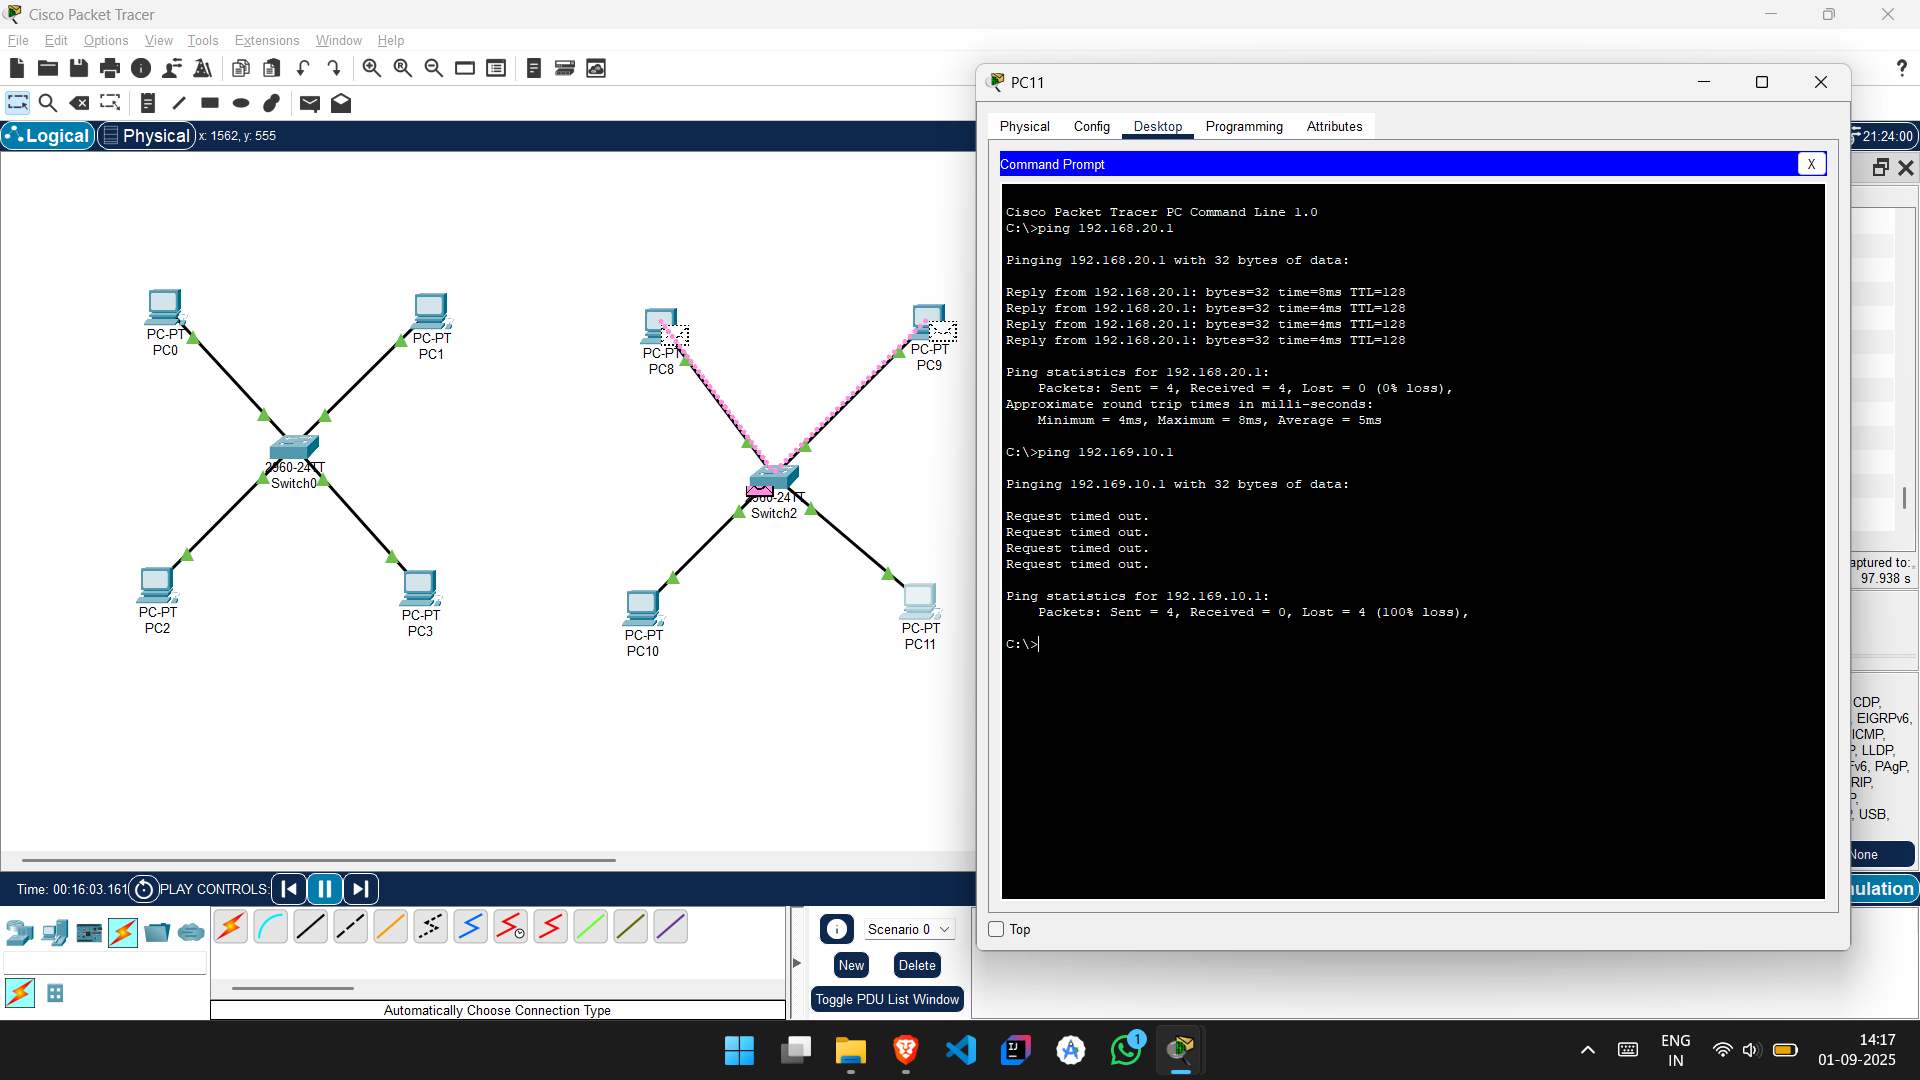 Cisco Packet Tracer
File Edit Options View Tools Extensions Window Help
?
Logical Physical x: 1562, y: 555
21:24:00
PC-PT
PC0
PC-PT
PC1
2960-24TT
Switch0
PC-PT
PC2
PC-PT
PC3
PC-PT
PC8
PC-PT
PC9
Switch2
PC-PT
PC10
PC-PT
PC11
PC11
Physical Config Desktop Programming Attributes
Command Prompt
X
Cisco Packet Tracer PC Command Line 1.0
C:\>ping 192.168.20.1
Pinging 192.168.20.1 with 32 bytes of data:
Reply from 192.168.20.1: bytes=32 time=8ms TTL=128
Reply from 192.168.20.1: bytes=32 time=4ms TTL=128
Reply from 192.168.20.1: bytes=32 time=4ms TTL=128
Reply from 192.168.20.1: bytes=32 time=4ms TTL=128
Ping statistics for 192.168.20.1:
Packets: Sent = 4, Received = 4, Lost = 0 (0% loss),
Approximate round trip times in milli-seconds:
Minimum = 4ms, Maximum = 8ms, Average = 5ms
C:\>ping 192.169.10.1
Pinging 192.169.10.1 with 32 bytes of data:
Request timed out.
Request timed out.
Request timed out.
Request timed out.
Ping statistics for 192.169.10.1:
Packets: Sent = 4, Received = 0, Lost = 4 (100% loss),
C:\>
Top
aptured to:
97.938 s
CDP,
EIGRPv6,
ICMP,
LLDP,
v6, PAgP,
RIP,
USB,
None
ulation
Time: 00:16:03.161 PLAY CONTROLS:
Scenario 0
New Delete
Toggle PDU List Window
Automatically Choose Connection Type
1
ENG
IN
14:17
01-09-2025